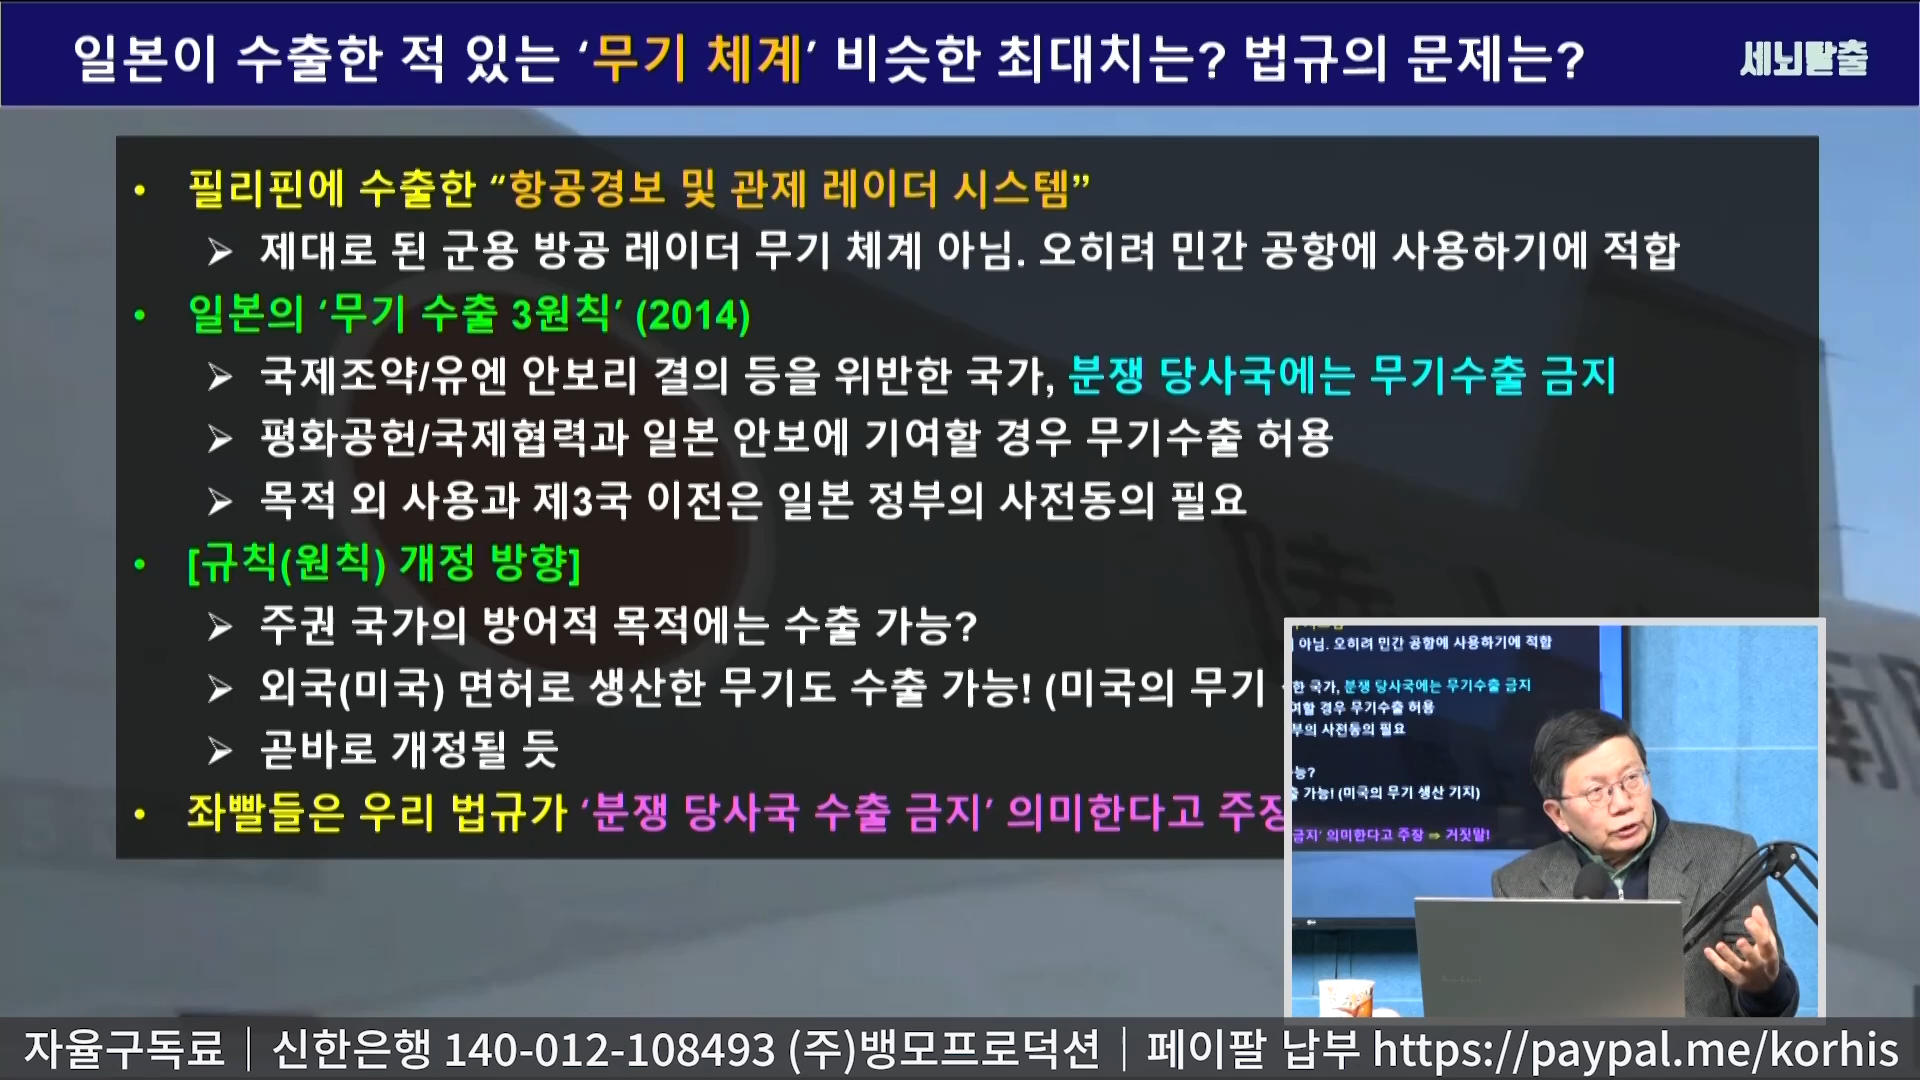 일본이 수출한 적 있는 ‘무기 체계’ 비슷한 최대치는? 법규의 문제는?
세뇌탈출
• 필리핀에 수출한 “항공경보 및 관제 레이더 시스템”
➢ 제대로 된 군용 방공 레이더 무기 체계 아님. 오히려 민간 공항에 사용하기에 적합
• 일본의 ‘무기 수출 3원칙’ (2014)
➢ 국제조약/유엔 안보리 결의 등을 위반한 국가, 분쟁 당사국에는 무기수출 금지
➢ 평화공헌/국제협력과 일본 안보에 기여할 경우 무기수출 허용
➢ 목적 외 사용과 제3국 이전은 일본 정부의 사전동의 필요
• [규칙(원칙) 개정 방향]
➢ 주권 국가의 방어적 목적에는 수출 가능?
➢ 외국(미국) 면허로 생산한 무기도 수출 가능! (미국의 무기
➢ 곧바로 개정될 듯
• 좌빨들은 우리 법규가 ‘분쟁 당사국 수출 금지’ 의미한다고 주장
아님. 오히려 민간 공항에 사용하기에 적합
한 국가, 분쟁 당사국에는 무기수출 금지
여할 경우 무기수출 허용
부의 사전동의 필요
능?
출 가능! (미국의 무기 생산 기지)
금지’ 의미한다고 주장 ⇒ 거짓말!
자율구독료│신한은행 140-012-108493 (주)뱅모프로덕션│페이팔 납부 https://paypal.me/korhis